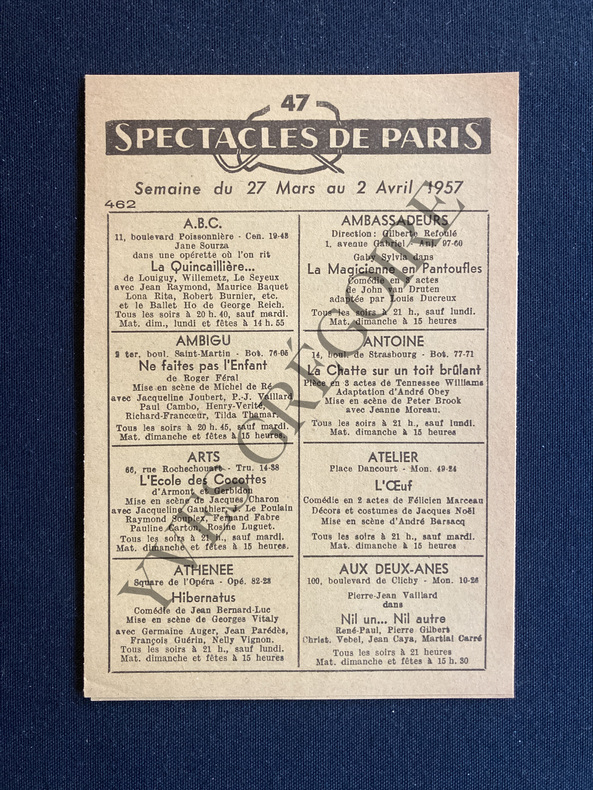 47
SPECTACLES DE PARIS
Semaine du 27 Mars au 2 Avril 1957
462
A.B.C.
11, boulevard Poissonnière - Cen. 19-43
Jane Sourza
dans une opérette où l'on rit
La Quincaillière...
de Louiguy, Willemetz, Le Seyeux
avec Jean Raymond, Maurice Baquet
Lona Rita, Robert Burnier, etc.
et le Ballet Ho de George Reich.
Tous les soirs à 20 h. 40, sauf mardi.
Mat. dim., lundi et fêtes à 14 h. 55
AMBIGU
2 ter, boul. Saint-Martin - Bot. 76-05
Ne faites pas l'Enfant
de Roger Féral
Mise en scène de Michel de Ré
avec Jacqueline Joubert, P.-J. Vaillard
Paul Cambo, Henry-Verité,
Richard-Francœur, Tilda Thamar.
Tous les soirs à 20 h. 45, sauf mardi.
Mat. dimanche et fêtes à 15 heures
ARTS
66, rue Rochechouart - Tru. 14-38
L'Ecole des Cocottes
d'Armont et Gerbidon
Mise en scène de Jacques Charon
avec Jacqueline Gauthier, J. Le Poulain
Raymond Souplex, Fernand Fabre
Pauline Carton, Rosine Luguet.
Tous les soirs à 21 h., sauf mardi.
Mat. dimanche et fêtes à 15 heures.
ATHENEE
Square de l'Opéra - Opé. 82-23
Hibernatus
Comédie de Jean Bernard-Luc
Mise en scène de Georges Vitaly
avec Germaine Auger, Jean Parédès,
François Guérin, Nelly Vignon.
Tous les soirs à 21 h., sauf lundi.
Mat. dimanche et fêtes à 15 heures
AMBASSADEURS
Direction: Gilberte Refoulé
1, avenue Gabriel - Anj. 97-60
Gaby Sylvia dans
La Magicienne en Pantoufles
Comédie en 3 actes
de John van Druten
adaptée par Louis Ducreux
Tous les soirs à 21 h., sauf lundi.
Mat. dimanche à 15 heures
ANTOINE
14, boul. de Strasbourg - Bot. 77-71
La Chatte sur un toit brûlant
Pièce en 3 actes de Tennessee Williams
Adaptation d'André Obey
Mise en scène de Peter Brook
avec Jeanne Moreau.
Tous les soirs à 21 h., sauf lundi.
Mat. dimanche à 15 heures
ATELIER
Place Dancourt - Mon. 49-24
L'Œuf
Comédie en 2 actes de Félicien Marceau
Décors et costumes de Jacques Noël
Mise en scène d'André Barsacq
Tous les soirs à 21 h., sauf lundi.
Mat. dimanche à 15 heures
AUX DEUX-ANES
100, boulevard de Clichy - Mon. 10-26
Pierre-Jean Vaillard
dans
Nil un... Nil autre
René-Paul, Pierre Gilbert
Christ. Vebel, Jean Caya, Martial Carré
Tous les soirs à 21 heures
Mat. dimanche et fêtes à 15 h. 30
YVES GRÉGOIRE